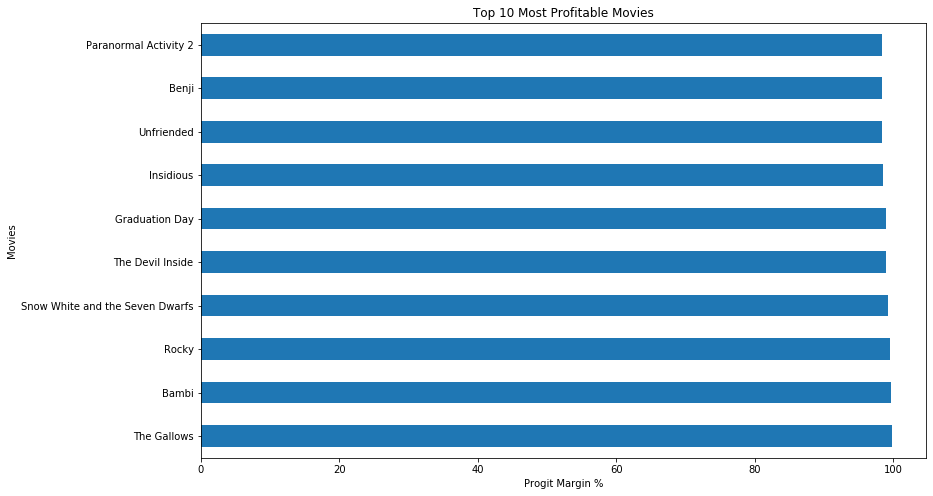 Top 10 Most Profitable Movies
Paranormal Activity 2
Benji
Unfriended
Insidious
Graduation Day
Movies
The Devil Inside
Snow White and the Seven Dwarfs
Rocky
Bambi
The Gallows
0 20 40 60 80 100
Progit Margin %